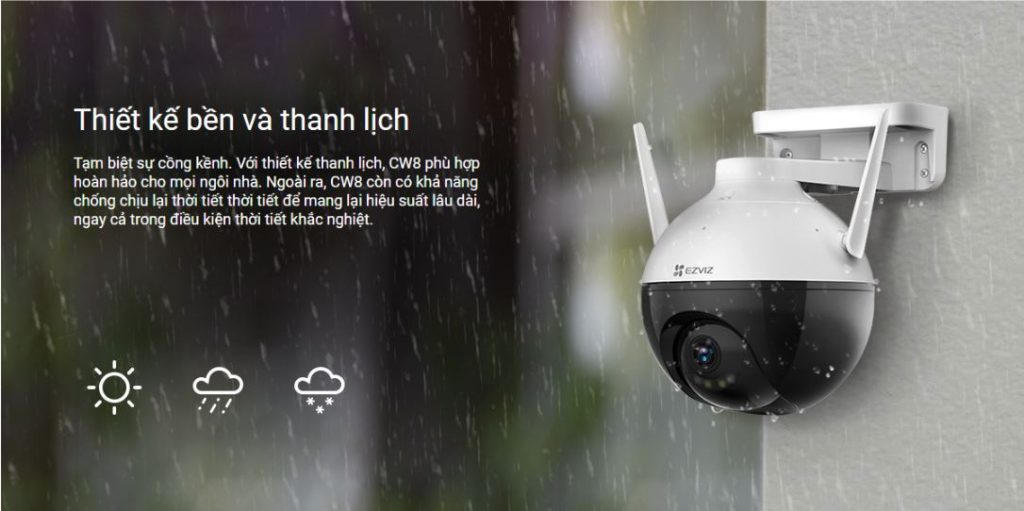 Thiết kế bền và thanh lịch
Tạm biệt sự cồng kềnh. Với thiết kế thanh lịch, CW8 phù hợp
hoàn hảo cho mọi ngôi nhà. Ngoài ra, CW8 còn có khả năng
chống chịu lại thời tiết thời tiết để mang lại hiệu suất lâu dài,
ngay cả trong điều kiện thời tiết khắc nghiệt.
EZVIZ